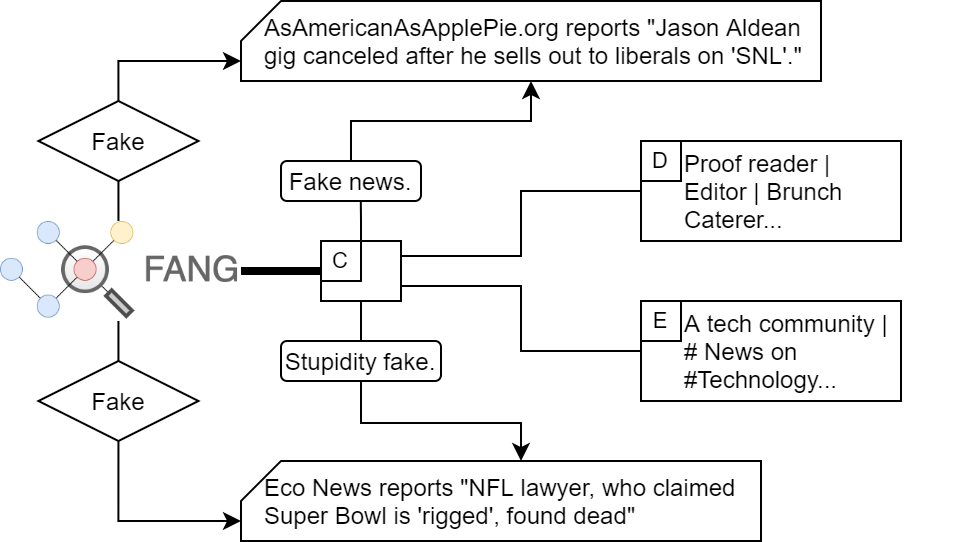 AsAmericanAsApplePie.org reports "Jason Aldean
gig canceled after he sells out to liberals on 'SNL'."
Fake
Fake news.
D
Proof reader |
Editor | Brunch
Caterer...
FANG
C
E
A tech community |
# News on
#Technology...
Stupidity fake.
Fake
Eco News reports "NFL lawyer, who claimed
Super Bowl is 'rigged', found dead"